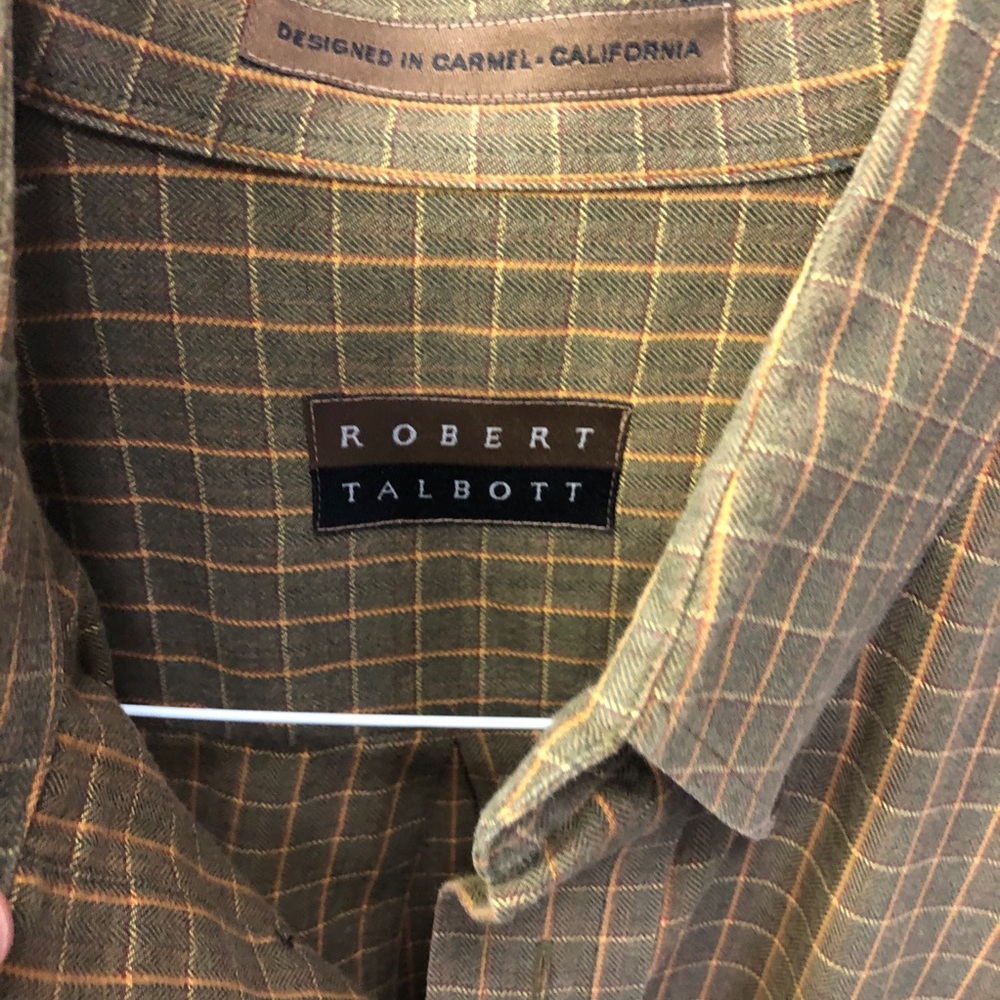 DESIGNED IN CARMEL - CALIFORNIA
ROBERT
TALBOTT